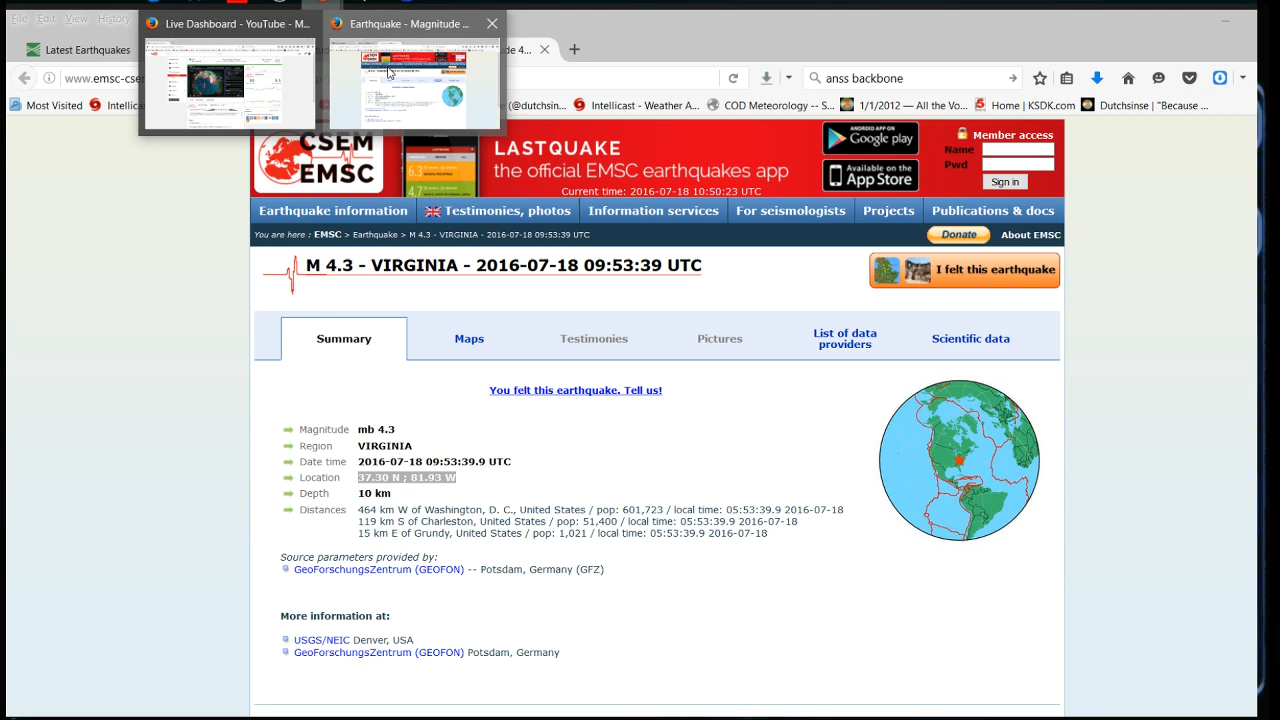 File Edit View History
Live Dashboard - YouTube - M...
Earthquake - Magnitude ...
Latest Earthquakes
de 4...
www.emsc-cse
anss backbone
Most Visited
Intellic
(@dutchsin...
Intellicast - Weather A...
COD Meteorology -
1/1/2
Vo...
Home | KSDK.com
Dutchsinse | "Because ...
CSEM
EMSC
LASTQUAKE
the official EMSC earthquakes app
Current time: 2016-07-18 10:50:23 UTC
ANDROID APP ON
Google play
Available on the
App Store
Member access
Name
Pwd
Sign in
Earthquake information
Testimonies, photos
Information services
For seismologists
Projects
Publications & docs
You are here : EMSC > Earthquake > M 4.3 - VIRGINIA - 2016-07-18 09:53:39 UTC
Donate
About EMSC
M 4.3 - VIRGINIA - 2016-07-18 09:53:39 UTC
I felt this earthquake
Summary
Maps
Testimonies
Pictures
List of data
providers
Scientific data
You felt this earthquake. Tell us!
Magnitude mb 4.3
Region VIRGINIA
Date time 2016-07-18 09:53:39.9 UTC
Location 37.30 N ; 81.93 W
Depth 10 km
Distances 464 km W of Washington, D. C., United States / pop: 601,723 / local time: 05:53:39.9 2016-07-18
119 km S of Charleston, United States / pop: 51,400 / local time: 05:53:39.9 2016-07-18
15 km E of Grundy, United States / pop: 1,021 / local time: 05:53:39.9 2016-07-18
Source parameters provided by:
GeoForschungsZentrum (GEOFON) -- Potsdam, Germany (GFZ)
More information at:
USGS/NEIC Denver, USA
GeoForschungsZentrum (GEOFON) Potsdam, Germany